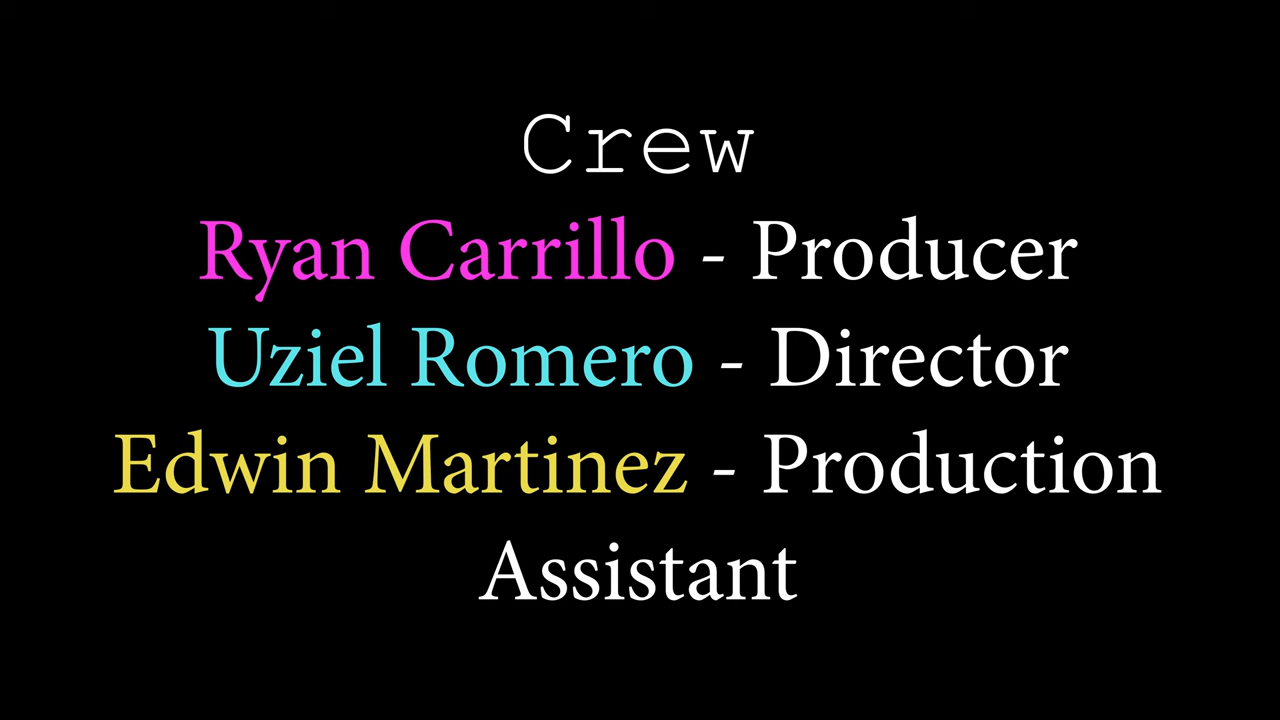 Crew
Ryan Carrillo - Producer
Uziel Romero - Director
Edwin Martinez - Production
Assistant